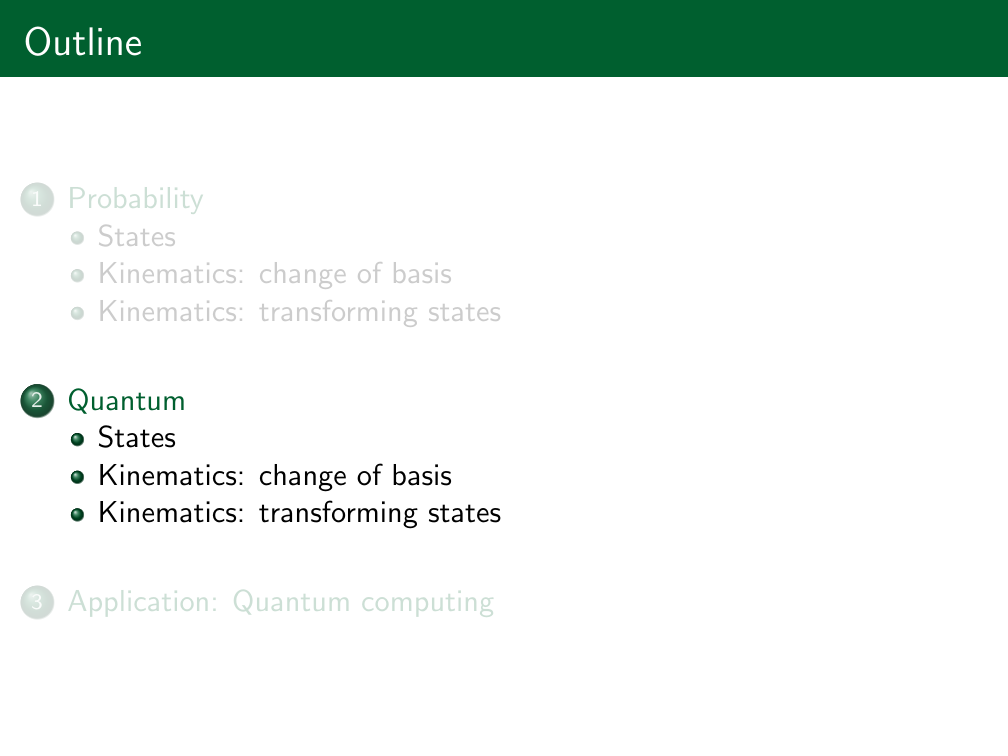 Outline
1 Probability
States
Kinematics: change of basis
Kinematics: transforming states
2 Quantum
States
Kinematics: change of basis
Kinematics: transforming states
3 Application: Quantum computing